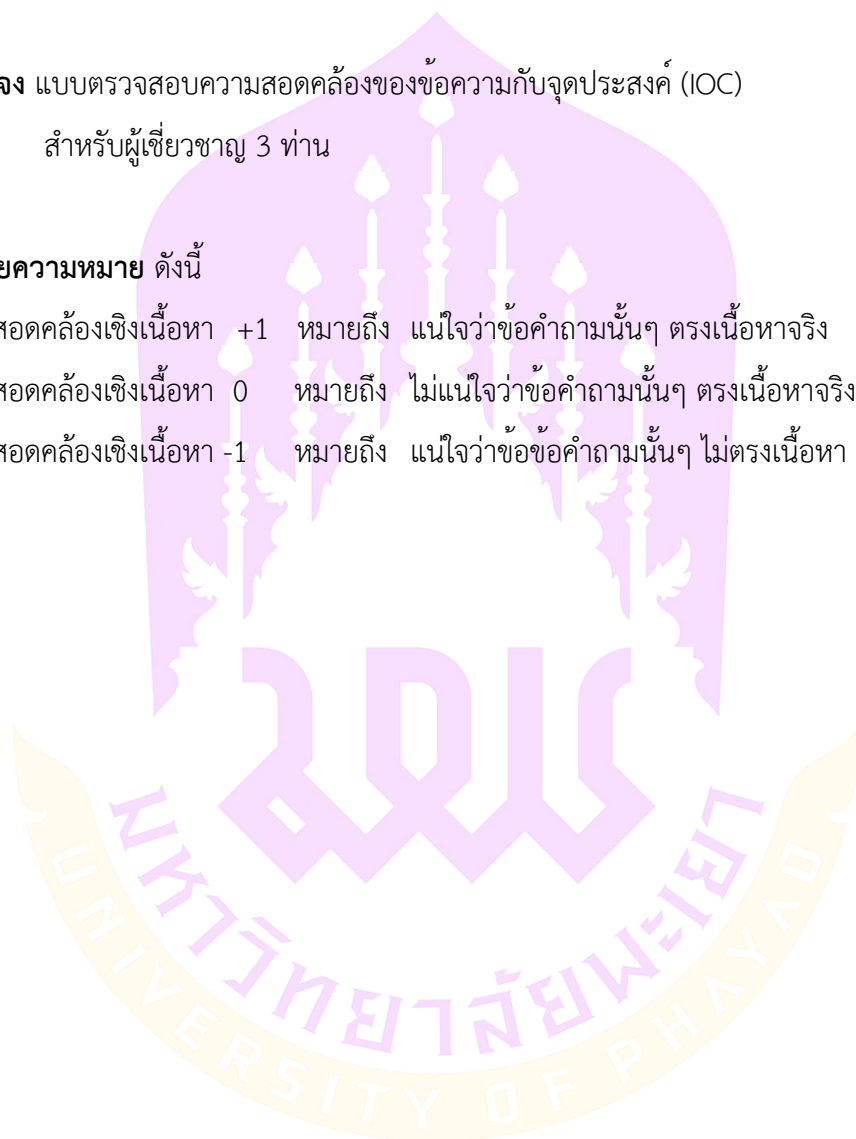 จง แบบตรวจสอบความสอดคล้องของข้อความกับจุดประสงค์ (IOC)
สำหรับผู้เชี่ยวชาญ 3 ท่าน
ยความหมาย ดังนี้
สอดคล้องเชิงเนื้อหา +1 หมายถึง แน่ใจว่าข้อคำถามนั้นๆ ตรงเนื้อหาจริง
สอดคล้องเชิงเนื้อหา 0 หมายถึง ไม่แน่ใจว่าข้อคำถามนั้นๆ ตรงเนื้อหาจริง
สอดคล้องเชิงเนื้อหา -1 หมายถึง แน่ใจว่าข้อข้อคำถามนั้นๆ ไม่ตรงเนื้อหา
มหาวิทยาลัยพะเยา
UNIVERSITY OF PHAYAO